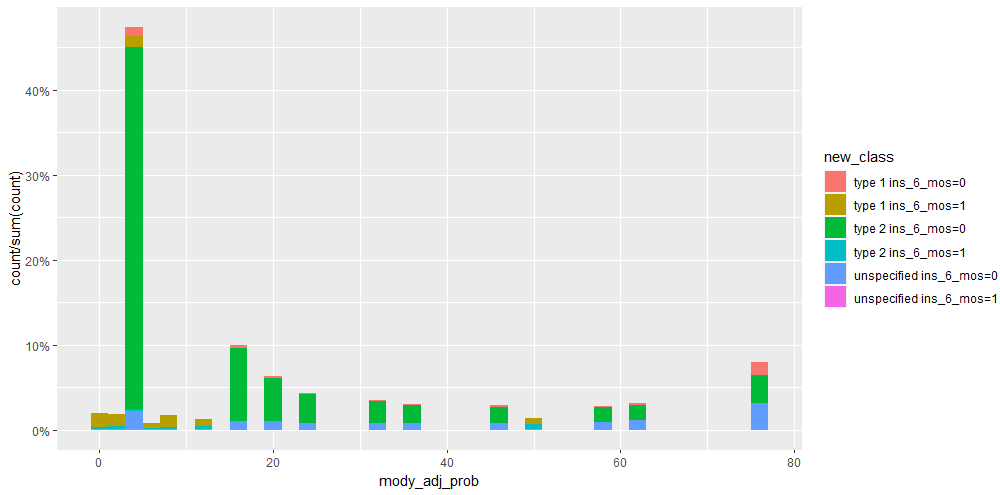 40%
30%
20%
10%
0%
count/sum(count)
0
20
40
60
80
mody_adj_prob
new_class
type 1 ins_6_mos=0
type 1 ins_6_mos=1
type 2 ins_6_mos=0
type 2 ins_6_mos=1
unspecified ins_6_mos=0
unspecified ins_6_mos=1